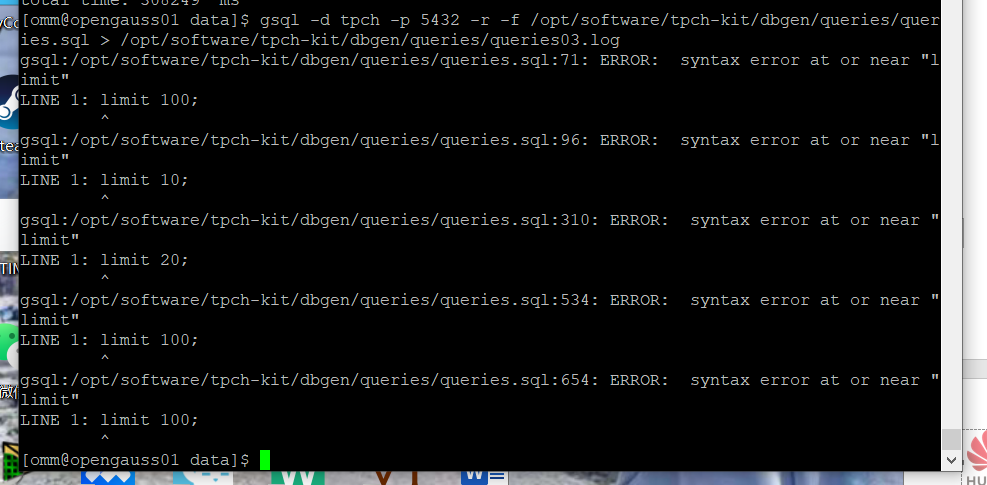 total time: 308249  ms
[omm@opengauss01 data]$ gsql -d tpch -p 5432 -r -f /opt/software/tpch-kit/dbgen/queries/quer
ies.sql > /opt/software/tpch-kit/dbgen/queries/queries03.log
gsql:/opt/software/tpch-kit/dbgen/queries/queries.sql:71: ERROR:  syntax error at or near "l
imit"
LINE 1: limit 100;
        ^
gsql:/opt/software/tpch-kit/dbgen/queries/queries.sql:96: ERROR:  syntax error at or near "l
imit"
LINE 1: limit 10;
        ^
gsql:/opt/software/tpch-kit/dbgen/queries/queries.sql:310: ERROR:  syntax error at or near "
limit"
LINE 1: limit 20;
        ^
gsql:/opt/software/tpch-kit/dbgen/queries/queries.sql:534: ERROR:  syntax error at or near "
limit"
LINE 1: limit 100;
        ^
gsql:/opt/software/tpch-kit/dbgen/queries/queries.sql:654: ERROR:  syntax error at or near "
limit"
LINE 1: limit 100;
        ^
[omm@opengauss01 data]$
TIM
HU